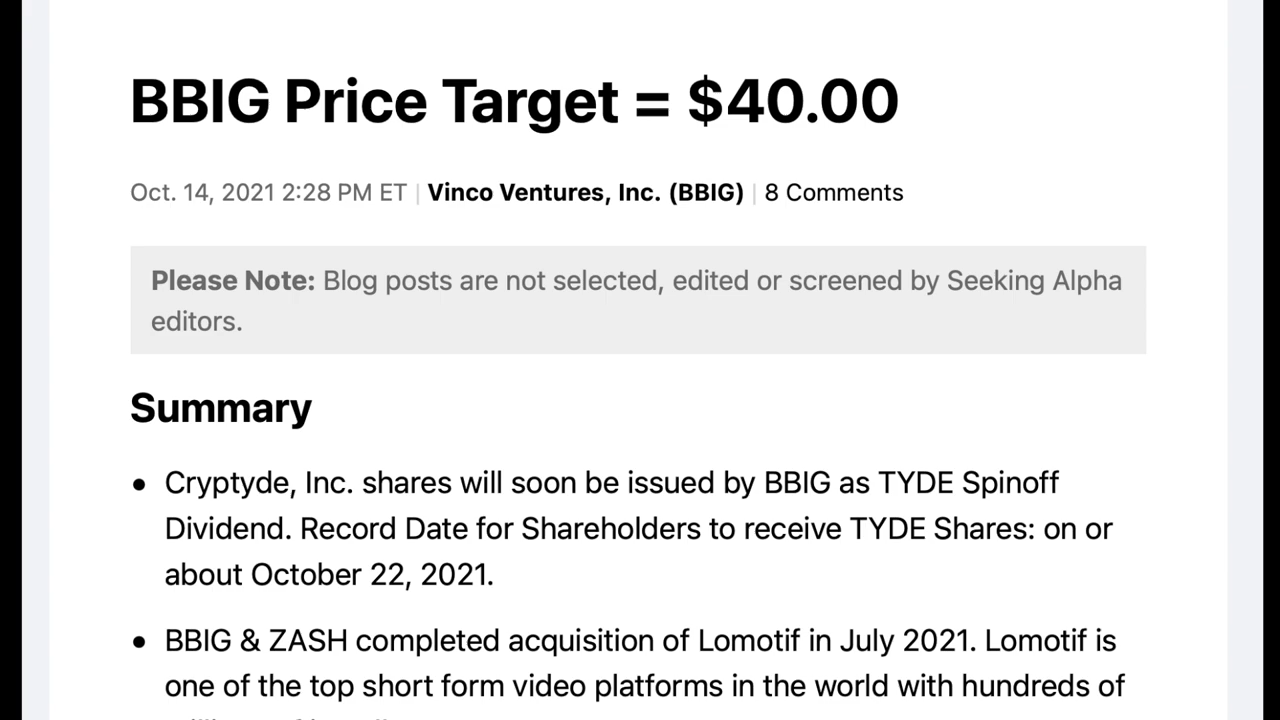 BBIG Price Target = $40.00
Oct. 14, 2021 2:28 PM ET | Vinco Ventures, Inc. (BBIG) | 8 Comments
Please Note: Blog posts are not selected, edited or screened by Seeking Alpha
editors.
Summary
• Cryptyde, Inc. shares will soon be issued by BBIG as TYDE Spinoff
Dividend. Record Date for Shareholders to receive TYDE Shares: on or
about October 22, 2021.
• BBIG & ZASH completed acquisition of Lomotif in July 2021. Lomotif is
one of the top short form video platforms in the world with hundreds of